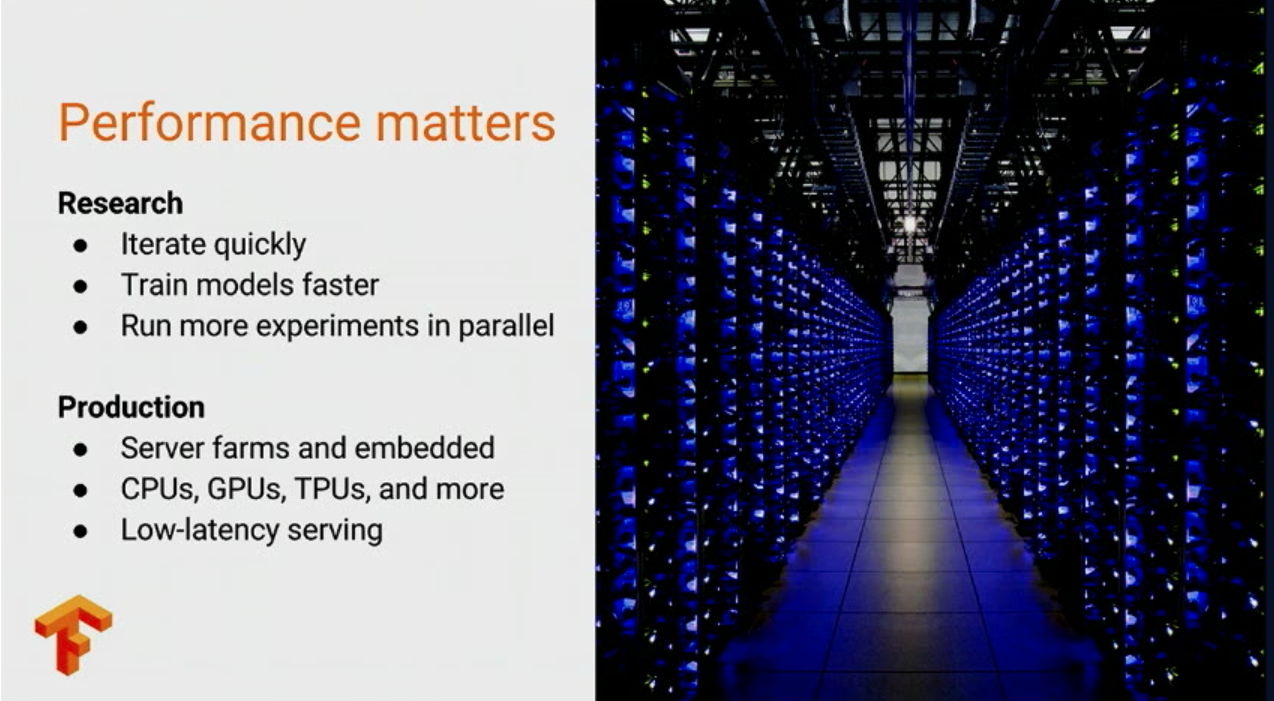 Performance matters
Research
● Iterate quickly
● Train models faster
● Run more experiments in parallel
Production
● Server farms and embedded
● CPUs, GPUs, TPUs, and more
● Low-latency serving